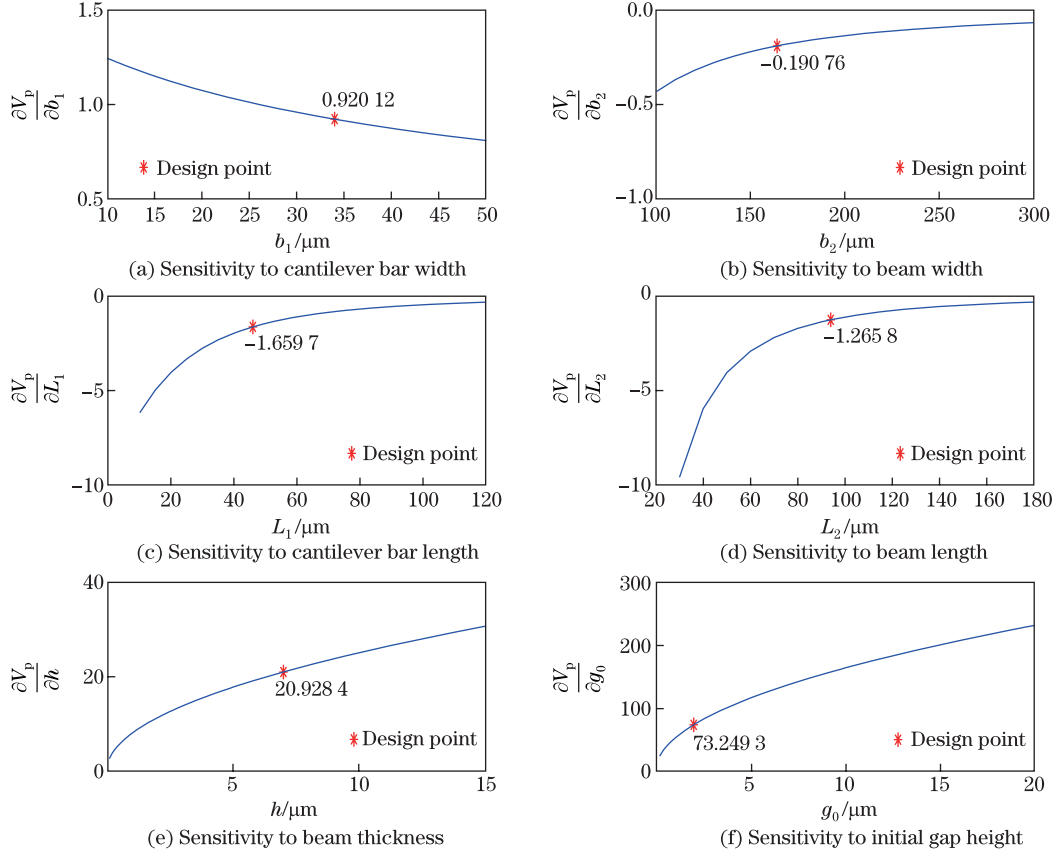 1.5
1.0
0.5
∂V_p/∂b_1
0.920 12
Design point
10 15 20 25 30 35 40 45 50
b_1/μm
(a) Sensitivity to cantilever bar width
0.0
−0.5
−1.0
∂V_p/∂b_2
−0.190 76
Design point
100 150 200 250 300
b_2/μm
(b) Sensitivity to beam width
0
−5
−10
∂V_p/∂L_1
−1.659 7
Design point
0 20 40 60 80 100 120
L_1/μm
(c) Sensitivity to cantilever bar length
0
−5
−10
∂V_p/∂L_2
−1.265 8
Design point
20 40 60 80 100 120 140 160 180
L_2/μm
(d) Sensitivity to beam length
40
20
0
∂V_p/∂h
20.928 4
Design point
5 10 15
h/μm
(e) Sensitivity to beam thickness
300
200
100
0
∂V_p/∂g_0
73.249 3
Design point
5 10 15 20
g_0/μm
(f) Sensitivity to initial gap height